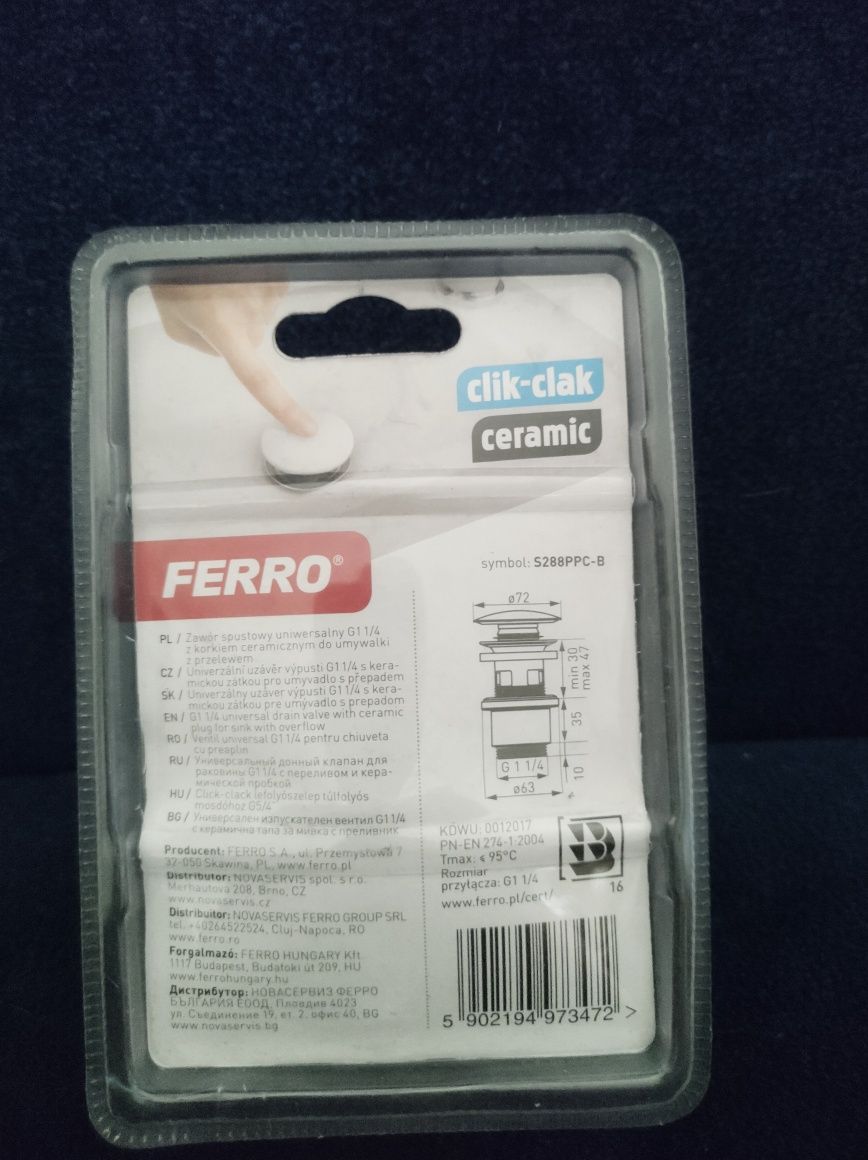 clik-clak
ceramic
FERRO®
symbol: S288PPC-B
ø72
min 30
max 47
35
G 1 1/4
10
ø63
PL / Zawór spustowy uniwersalny G1 1/4
z korkiem ceramicznym do umywalki
z przelewem
CZ / Univerzální uzávěr výpusti G1 1/4 s kera-
mickou zátkou pro umyvadlo s přepadem
SK / Univerzálny uzáver výpusti G1 1/4 s kera-
mickou zátkou pre umývadlo s prepadom
EN / G1 1/4 universal drain valve with ceramic
plug for sink with overflow
RO / Ventil universal G1 1/4 pentru chiuveta
cu preaplin
RU / Универсальный донный клапан для
раковины G1 1/4 с переливом и кера-
мической пробкой
HU / Click-clack lefolyószelep túlfolyós
mosdóhoz G5/4"
BG / Универсален изпускателен вентил G1 1/4
с керамична тапа за мивка с преливник
Producent: FERRO S.A., ul. Przemysłowa 7
32-050 Skawina, PL, www.ferro.pl
Distributor: NOVASERVIS spol. s r.o.
Merhautova 208, Brno, CZ
www.novaservis.cz
Distribuitor: NOVASERVIS FERRO GROUP SRL
tel. +40264522524, Cluj-Napoca, RO
www.ferro.ro
Forgalmazó: FERRO HUNGARY Kft.
1117 Budapest, Budafoki út 209, HU
www.ferrohungary.hu
Дистрибутор: НОВАСЕРВИЗ ФЕРРО
БЪЛГАРИЯ ЕООД, Пловдив 4023
ул. Съединение 19, ет. 2, офис 40, BG
www.novaservis.bg
KDWU: 0012017
PN-EN 274-1:2004
Tmax: ≤ 95°C
Rozmiar
przyłącza: G1 1/4
www.ferro.pl/cert/
B
16
5 902194 973472 >